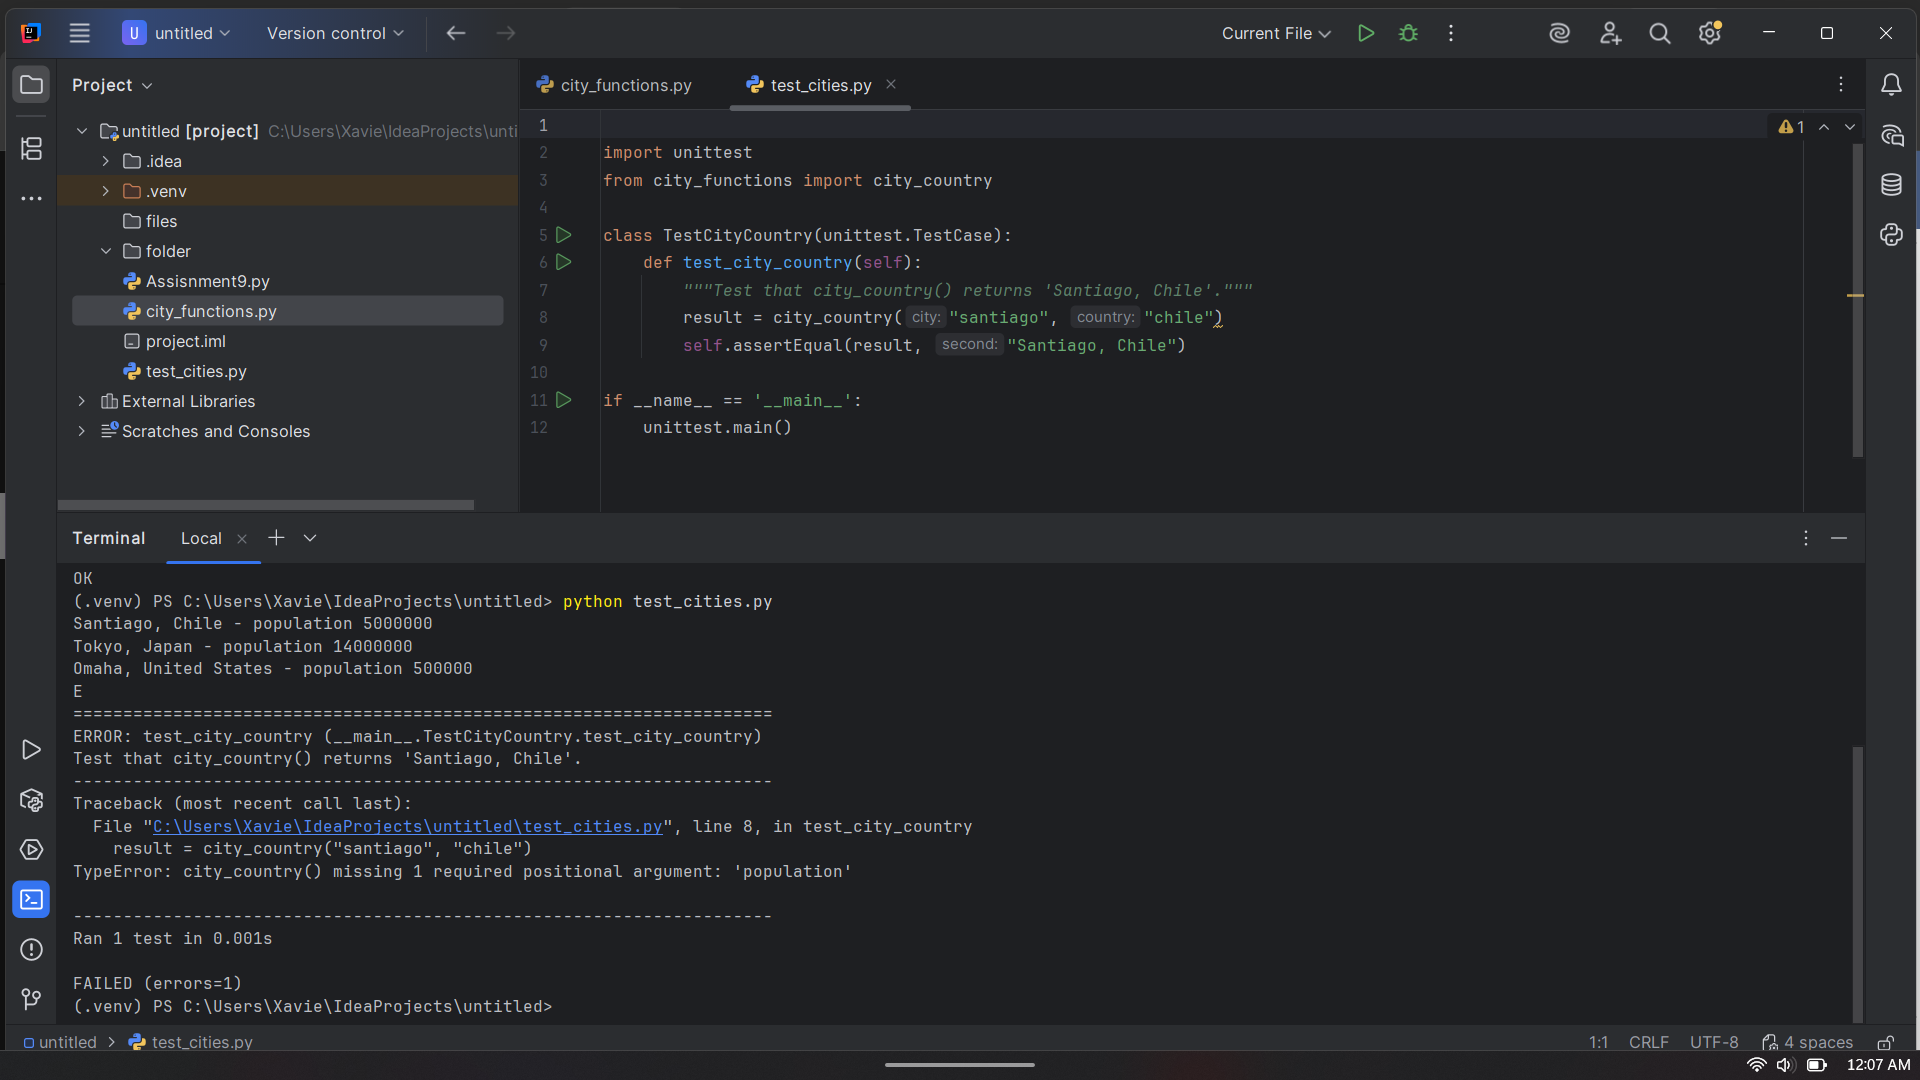 U untitled Version control Current File
Project
untitled [project] C:\Users\Xavie\IdeaProjects\unti
.idea
.venv
files
folder
Assisnment9.py
city_functions.py
project.iml
test_cities.py
External Libraries
Scratches and Consoles
city_functions.py test_cities.py
1
2 import unittest
3 from city_functions import city_country
4
5 class TestCityCountry(unittest.TestCase):
6 def test_city_country(self):
7 """Test that city_country() returns 'Santiago, Chile'."""
8 result = city_country( city: "santiago", country: "chile")
9 self.assertEqual(result, second: "Santiago, Chile")
10
11 if __name__ == '__main__':
12 unittest.main()
1
Terminal Local
OK
(.venv) PS C:\Users\Xavie\IdeaProjects\untitled> python test_cities.py
Santiago, Chile - population 5000000
Tokyo, Japan - population 14000000
Omaha, United States - population 500000
E
======================================================================
ERROR: test_city_country (__main__.TestCityCountry.test_city_country)
Test that city_country() returns 'Santiago, Chile'.
----------------------------------------------------------------------
Traceback (most recent call last):
File "C:\Users\Xavie\IdeaProjects\untitled\test_cities.py", line 8, in test_city_country
result = city_country("santiago", "chile")
TypeError: city_country() missing 1 required positional argument: 'population'
----------------------------------------------------------------------
Ran 1 test in 0.001s
FAILED (errors=1)
(.venv) PS C:\Users\Xavie\IdeaProjects\untitled>
untitled > test_cities.py 1:1 CRLF UTF-8 4 spaces
12:07 AM